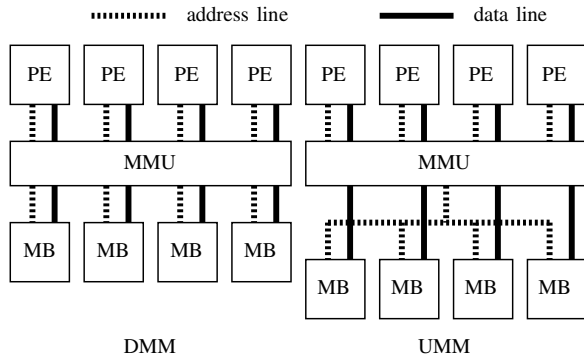 address line data line
PE PE PE PE PE PE PE PE
MMU MMU
MB MB MB MB
MB MB MB MB
DMM UMM